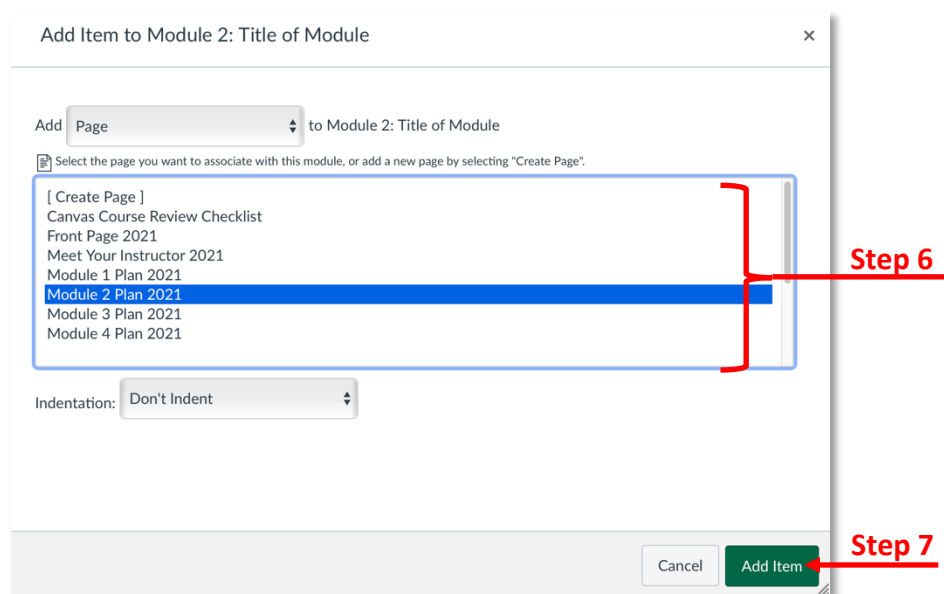 Add Item to Module 2: Title of Module ×
Add Page to Module 2: Title of Module
Select the page you want to associate with this module, or add a new page by selecting "Create Page".
[ Create Page ]
Canvas Course Review Checklist
Front Page 2021
Meet Your Instructor 2021
Module 1 Plan 2021
Module 2 Plan 2021
Module 3 Plan 2021
Module 4 Plan 2021
Step 6
Indentation: Don't Indent
Cancel Add Item
Step 7